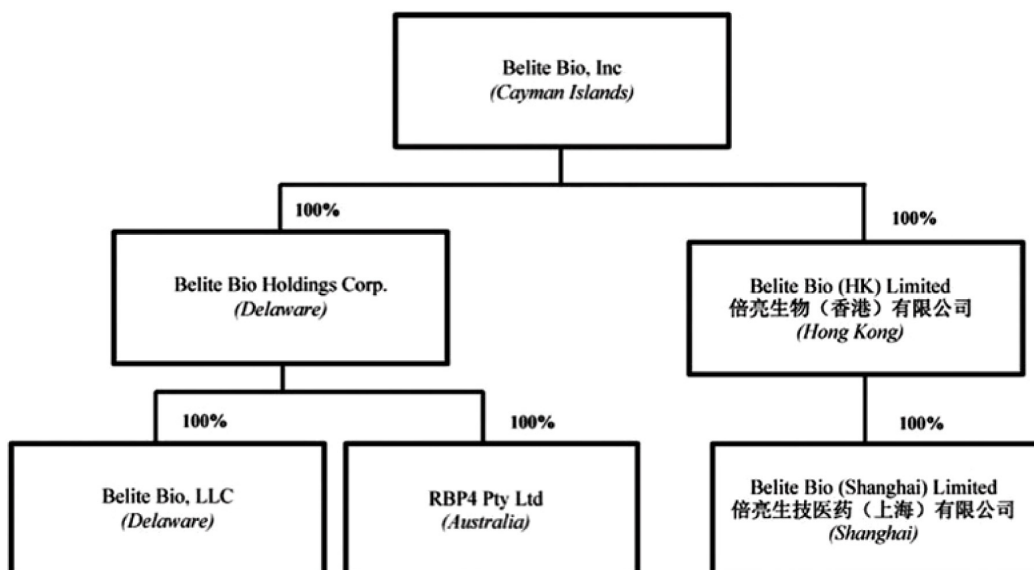 Belite Bio, Inc
(Cayman Islands)
100%
100%
Belite Bio Holdings Corp.
(Delaware)
Belite Bio (HK) Limited
倍亮生物（香港）有限公司
(Hong Kong)
100%
100%
100%
Belite Bio, LLC
(Delaware)
RBP4 Pty Ltd
(Australia)
Belite Bio (Shanghai) Limited
倍亮生技医药（上海）有限公司
(Shanghai)